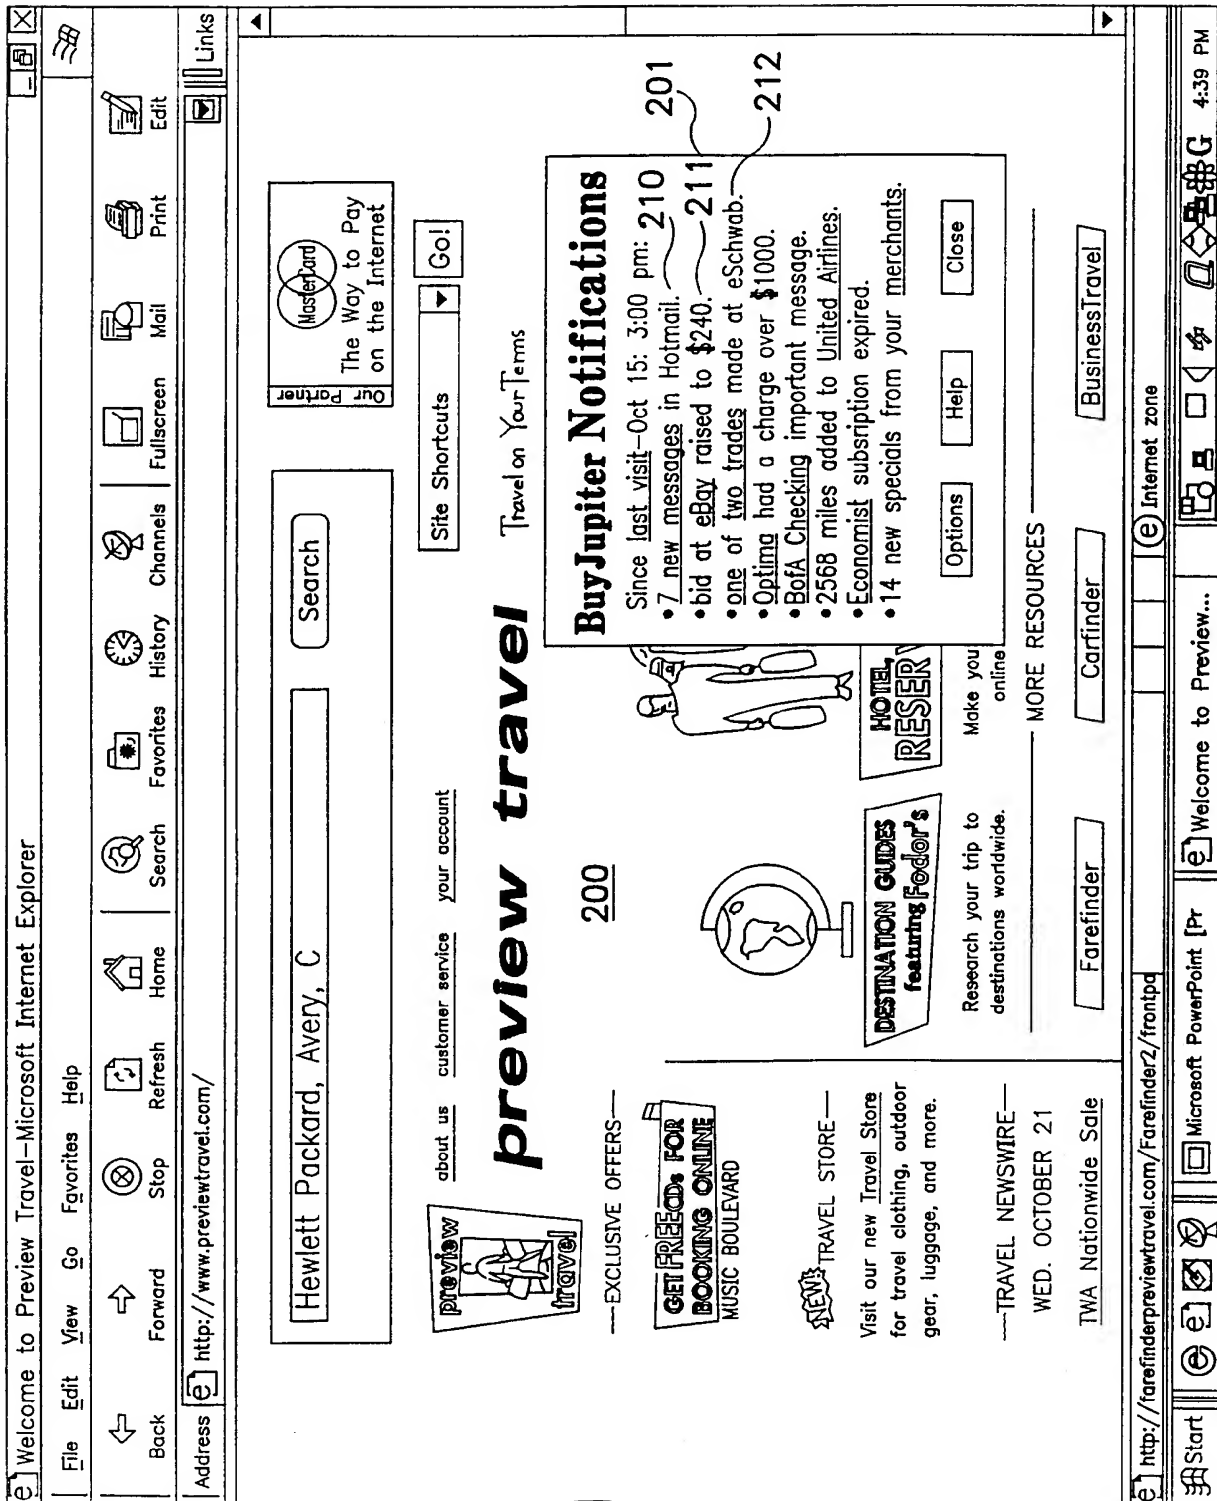 Welcome to Preview Travel-Microsoft Internet Explorer
File Edit View Go Favorites Help
Back Forward Stop Refresh Home Search Favorites History Channels Fullscreen Mail Print Edit
Address http://www.previewtravel.com/ Links
Hewlett Packard, Avery, C Search
Our Partner
MasterCard
The Way to Pay
on the Internet
about us customer service your account
Site Shortcuts Go!
preview
travel
preview travel
Travel on Your Terms
200
EXCLUSIVE OFFERS
GET FREE CDs FOR
BOOKING ONLINE
MUSIC BOULEVARD
NEW! TRAVEL STORE
Visit our new Travel Store
for travel clothing, outdoor
gear, luggage, and more.
TRAVEL NEWSWIRE
WED. OCTOBER 21
TWA Nationwide Sale
DESTINATION GUIDES
featuring Fodor's
Research your trip to
destinations worldwide.
HOTEL,
RESERV
Make you
online.
BuyJupiter Notifications
Since last visit-Oct 15: 3:00 pm:
•7 new messages in Hotmail.
•bid at eBay raised to $240.
•one of two trades made at eSchwab.
•Optima had a charge over $1000.
•BofA Checking important message.
•2568 miles added to United Airlines.
•Economist subsription expired.
•14 new specials from your merchants.
Options Help Close
201
210
211
212
MORE RESOURCES
Farefinder Carfinder BusinessTravel
http://farefinderpreviewtravel.com/Farefinder2/frontpa Internet zone
Start Microsoft PowerPoint [Pr Welcome to Preview... 4:39 PM